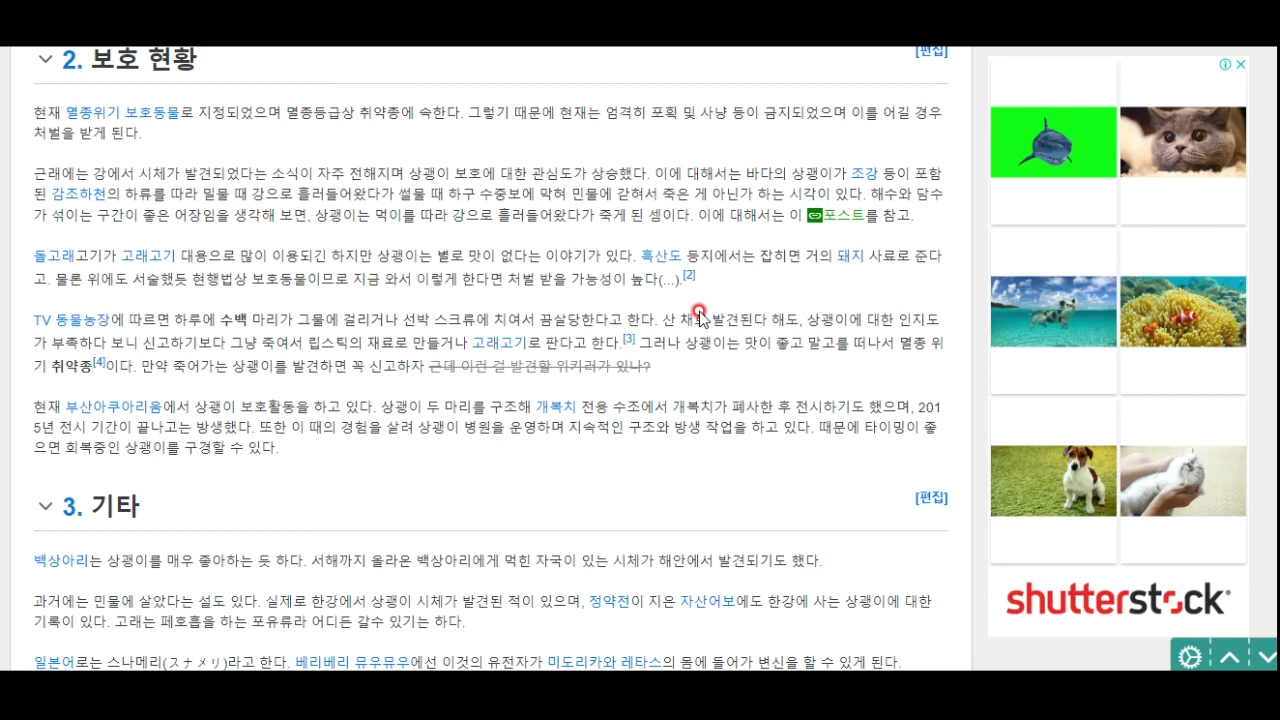 2. 보호 현황
[편집]
현재 멸종위기 보호동물로 지정되었으며 멸종등급상 취약종에 속한다. 그렇기 때문에 현재는 엄격히 포획 및 사냥 등이 금지되었으며 이를 어길 경우
처벌을 받게 된다.
근래에는 강에서 시체가 발견되었다는 소식이 자주 전해지며 상괭이 보호에 대한 관심도가 상승했다. 이에 대해서는 바다의 상괭이가 조강 등이 포함
된 감조하천의 하류를 따라 밀물 때 강으로 흘러들어왔다가 썰물 때 하구 수중보에 막혀 민물에 갇혀서 죽은 게 아닌가 하는 시각이 있다. 해수와 담수
가 섞이는 구간이 좋은 어장임을 생각해 보면, 상괭이는 먹이를 따라 강으로 흘러들어왔다가 죽게 된 셈이다. 이에 대해서는 이 포스트를 참고.
돌고래고기가 고래고기 대용으로 많이 이용되긴 하지만 상괭이는 별로 맛이 없다는 이야기가 있다. 흑산도 등지에서는 잡히면 거의 돼지 사료로 준다
고. 물론 위에도 서술했듯 현행법상 보호동물이므로 지금 와서 이렇게 한다면 처벌 받을 가능성이 높다(...).[2]
TV 동물농장에 따르면 하루에 수백 마리가 그물에 걸리거나 선박 스크류에 치여서 끔살당한다고 한다. 산 채로 발견된다 해도, 상괭이에 대한 인지도
가 부족하다 보니 신고하기보다 그냥 죽여서 립스틱의 재료로 만들거나 고래고기로 판다고 한다.[3] 그러나 상괭이는 맛이 좋고 말고를 떠나서 멸종 위
기 취약종[4]이다. 만약 죽어가는 상괭이를 발견하면 꼭 신고하자 근데 이런 걸 발견할 위키러가 있나?
현재 부산아쿠아리움에서 상괭이 보호활동을 하고 있다. 상괭이 두 마리를 구조해 개복치 전용 수조에서 개복치가 폐사한 후 전시하기도 했으며, 201
5년 전시 기간이 끝나고는 방생했다. 또한 이 때의 경험을 살려 상괭이 병원을 운영하며 지속적인 구조와 방생 작업을 하고 있다. 때문에 타이밍이 좋
으면 회복중인 상괭이를 구경할 수 있다.
3. 기타
[편집]
백상아리는 상괭이를 매우 좋아하는 듯 하다. 서해까지 올라온 백상아리에게 먹힌 자국이 있는 시체가 해안에서 발견되기도 했다.
과거에는 민물에 살았다는 설도 있다. 실제로 한강에서 상괭이 시체가 발견된 적이 있으며, 정약전이 지은 자산어보에도 한강에 사는 상괭이에 대한
기록이 있다. 고래는 폐호흡을 하는 포유류라 어디든 갈수 있기는 하다.
일본어로는 스나메리(スナメリ)라고 한다. 베리베리 뮤우뮤우에선 이것의 유전자가 미도리카와 레타스의 몸에 들어가 변신을 할 수 있게 된다.
shutterstock